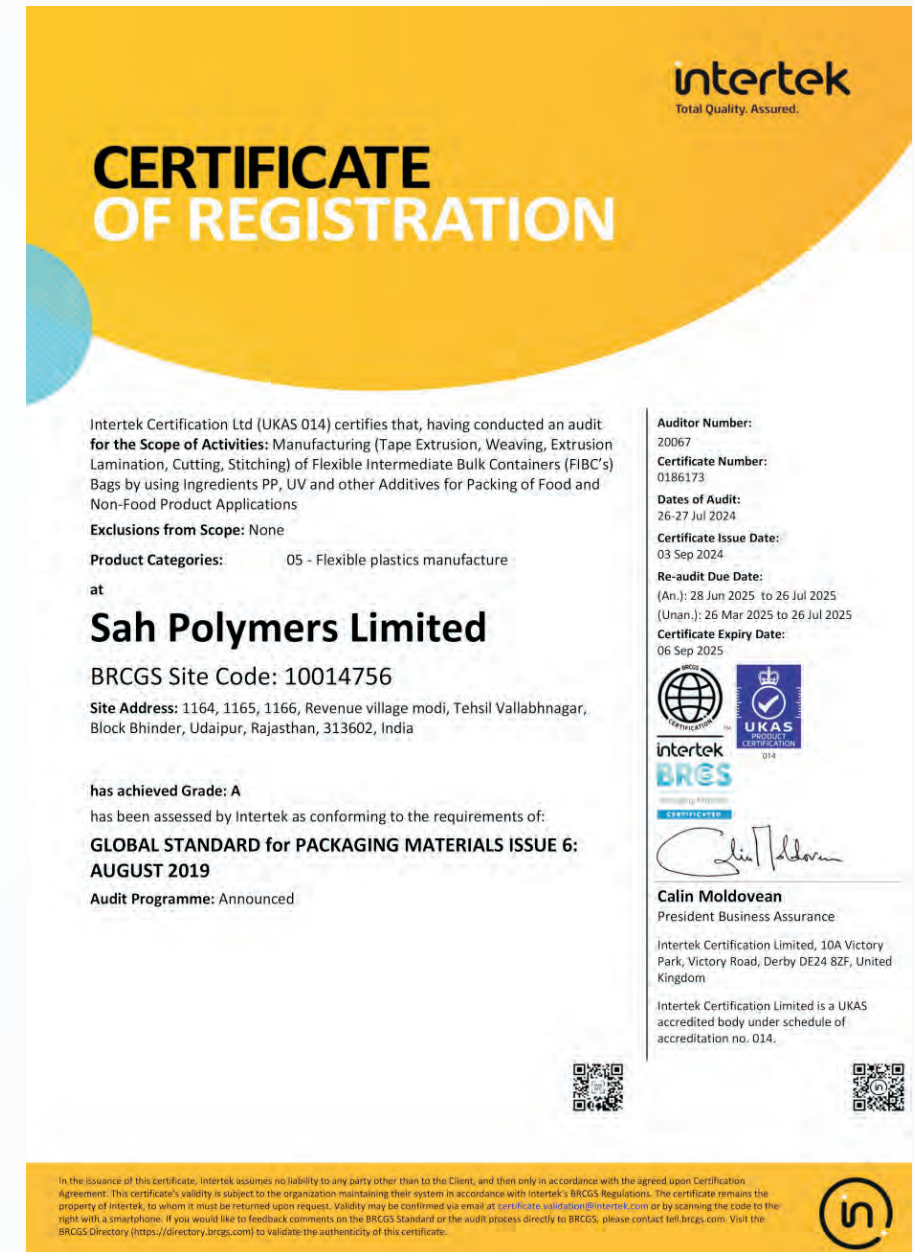 intertek
Total Quality. Assured.
CERTIFICATE
OF REGISTRATION
Intertek Certification Ltd (UKAS 014) certifies that, having conducted an audit
for the Scope of Activities: Manufacturing (Tape Extrusion, Weaving, Extrusion
Lamination, Cutting, Stitching) of Flexible Intermediate Bulk Containers (FIBC's)
Bags by using Ingredients PP, UV and other Additives for Packing of Food and
Non-Food Product Applications
Exclusions from Scope: None
Product Categories: 05 - Flexible plastics manufacture
at
Sah Polymers Limited
BRCGS Site Code: 10014756
Site Address: 1164, 1165, 1166, Revenue village modi, Tehsil Vallabhnagar,
Block Bhinder, Udaipur, Rajasthan, 313602, India
has achieved Grade: A
has been assessed by Intertek as conforming to the requirements of:
GLOBAL STANDARD for PACKAGING MATERIALS ISSUE 6:
AUGUST 2019
Audit Programme: Announced
Auditor Number:
20067
Certificate Number:
0186173
Dates of Audit:
26-27 Jul 2024
Certificate Issue Date:
03 Sep 2024
Re-audit Due Date:
(An.): 28 Jun 2025 to 26 Jul 2025
(Unan.): 26 Mar 2025 to 26 Jul 2025
Certificate Expiry Date:
06 Sep 2025
BRCGS
CERTIFICATION
TM
UKAS
PRODUCT
CERTIFICATION
014
intertek
BRCGS
CERTIFICATED
Calin Moldovean
Calin Moldovean
President Business Assurance
Intertek Certification Limited, 10A Victory
Park, Victory Road, Derby DE24 8ZF, United
Kingdom
Intertek Certification Limited is a UKAS
accredited body under schedule of
accreditation no. 014.
In the issuance of this certificate, Intertek assumes no liability to any party other than to the Client, and then only in accordance with the agreed upon Certification
Agreement. This certificate's validity is subject to the organization maintaining their system in accordance with Intertek's BRCGS Regulations. The certificate remains the
property of Intertek, to whom it must be returned upon request. Validity may be confirmed via email at certificate.validation@intertek.com or by scanning the code to the
right with a smartphone. If you would like to feedback comments on the BRCGS Standard or the audit process directly to BRCGS, please contact tell.brcgs.com. Visit the
BRCGS Directory (https://directory.brcgs.com) to validate the authenticity of this certificate.
in